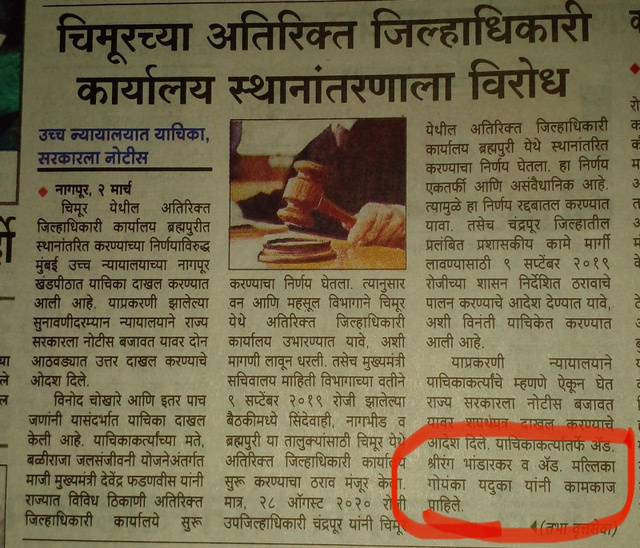 चिमूरच्या अतिरिक्त जिल्हाधिकारी
कार्यालय स्थानांतरणाला विरोध
उच्च न्यायालयात याचिका,
सरकारला नोटीस
♦ नागपूर, २ मार्च
चिमूर येथील अतिरिक्त
जिल्हाधिकारी कार्यालय ब्रह्मपुरीत
स्थानांतरित करण्याच्या निर्णयाविरुद्ध
मुंबई उच्च न्यायालयाच्या नागपूर
खंडपीठात याचिका दाखल करण्यात
आली आहे. याप्रकरणी झालेल्या
सुनावणीदरम्यान न्यायालयाने राज्य
सरकारला नोटीस बजावत यावर दोन
आठवड्यात उत्तर दाखल करण्याचे
ओदश दिले.
विनोद चोखारे आणि इतर पाच
जणांनी यासंदर्भात याचिका दाखल
केली आहे. याचिकाकर्त्यांच्या मते,
बळीराजा जलसंजीवनी योजनेअंतर्गत
माजी मुख्यमंत्री देवेंद्र फडणवीस यांनी
राज्यात विविध ठिकाणी अतिरिक्त
जिल्हाधिकारी कार्यालये सुरू
करण्याचा निर्णय घेतला. त्यानुसार
वन आणि महसूल विभागाने चिमूर
येथे अतिरिक्त जिल्हाधिकारी
कार्यालय उभारण्यात यावे, अशी
मागणी लावून धरली. तसेच मुख्यमंत्री
सचिवालय माहिती विभागाच्या वतीने
९ सप्टेंबर २०१९ रोजी झालेल्या
बैठकीमध्ये सिंदेवाही, नागभीड व
ब्रह्मपुरी या तालुक्यांसाठी चिमूर येथे
अतिरिक्त जिल्हाधिकारी कार्यालय
सुरू करण्याचा ठराव मंजूर केला.
मात्र, २८ ऑगस्ट २०२० रोजी
उपजिल्हाधिकारी चंद्रपूर यांनी चिमूर
येथील अतिरिक्त जिल्हाधिकारी
कार्यालय ब्रह्मपुरी येथे स्थानांतरित
करण्याचा निर्णय घेतला. हा निर्णय
एकतर्फी आणि असंवैधानिक आहे.
त्यामुळे हा निर्णय रद्दबातल करण्यात
यावा. तसेच चंद्रपूर जिल्हातील
प्रलंबित प्रशासकीय कामे मार्गी
लावण्यासाठी ९ सप्टेंबर २०१९
रोजीच्या शासन निर्देशित ठरावाचे
पालन करण्याचे आदेश देण्यात यावे,
अशी विनंती याचिकेत करण्यात
आली आहे.
याप्रकरणी न्यायालयाने
याचिकाकर्त्यांचे म्हणणे ऐकून घेत
राज्य सरकारला नोटीस बजावत
यावर शपथपत्र दाखल करण्याचे
आदेश दिले. याचिकाकर्त्यातर्फे अ‍ॅड.
श्रीरंग भांडारकर व अ‍ॅड. मल्लिका
गोयंका यदुका यांनी कामकाज
पाहिले.
(तभा वृत्तसेवा)